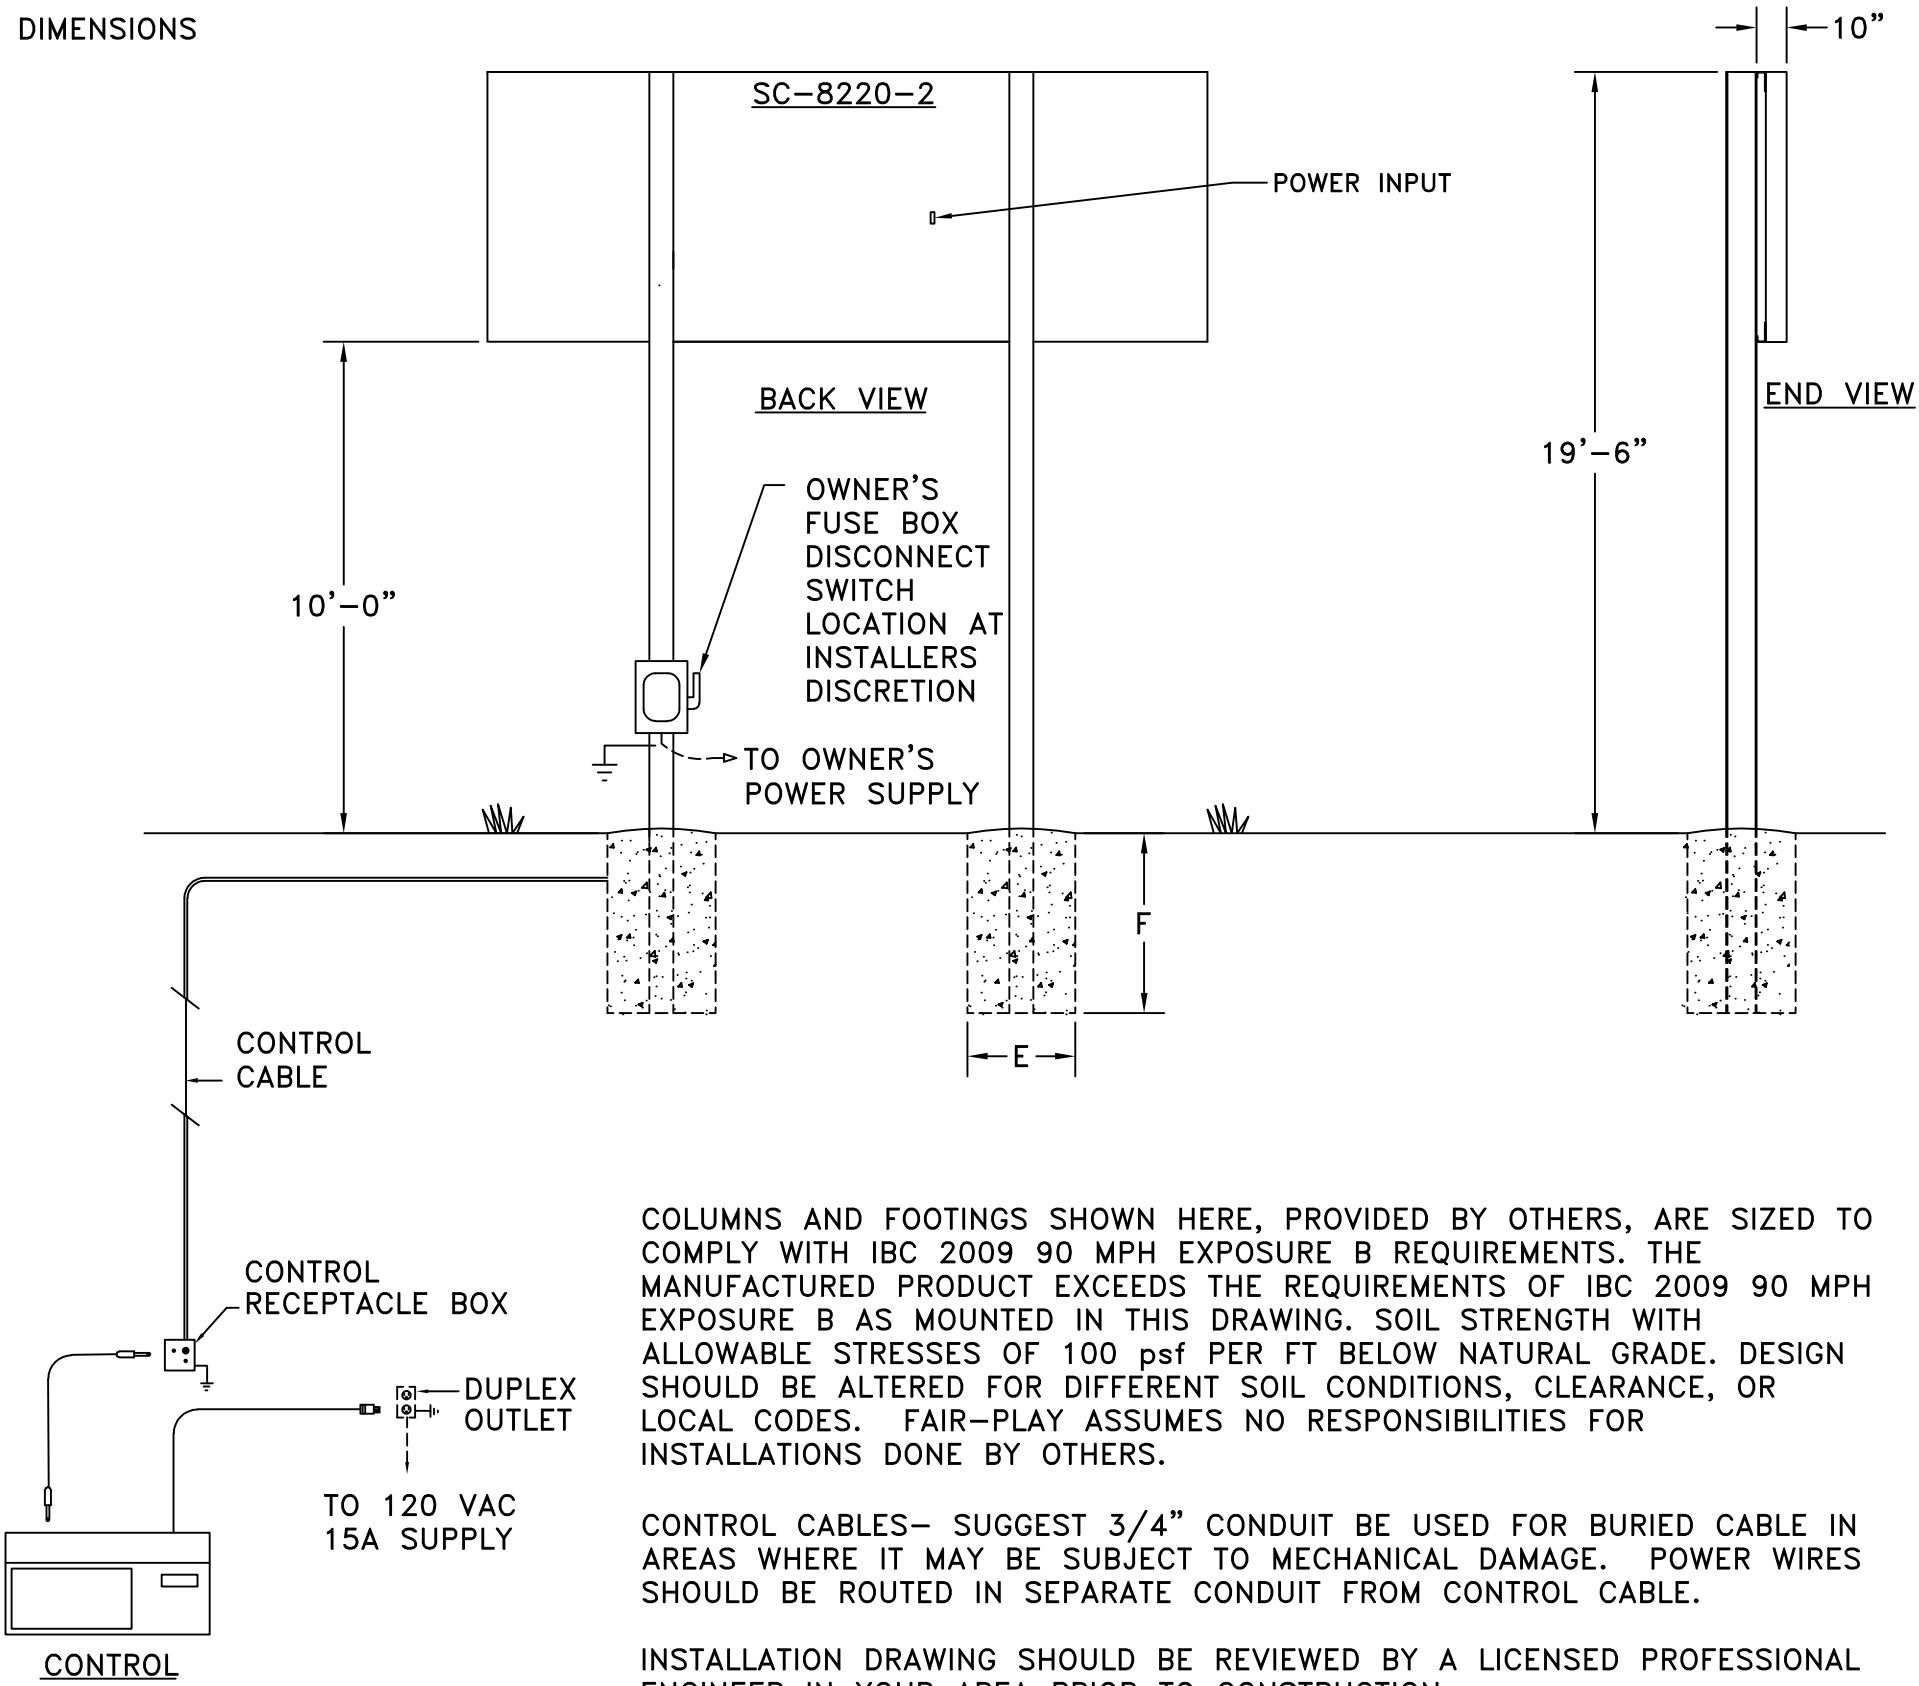 DIMENSIONS
10"
SC-8220-2
POWER INPUT
BACK VIEW
END VIEW
19'-6"
OWNER'S
FUSE BOX
DISCONNECT
SWITCH
LOCATION AT
INSTALLERS
DISCRETION
10'-0"
TO OWNER'S
POWER SUPPLY
F
E
CONTROL
CABLE
CONTROL
RECEPTACLE BOX
DUPLEX
OUTLET
TO 120 VAC
15A SUPPLY
CONTROL
COLUMNS AND FOOTINGS SHOWN HERE, PROVIDED BY OTHERS, ARE SIZED TO
COMPLY WITH IBC 2009 90 MPH EXPOSURE B REQUIREMENTS. THE
MANUFACTURED PRODUCT EXCEEDS THE REQUIREMENTS OF IBC 2009 90 MPH
EXPOSURE B AS MOUNTED IN THIS DRAWING. SOIL STRENGTH WITH
ALLOWABLE STRESSES OF 100 psf PER FT BELOW NATURAL GRADE. DESIGN
SHOULD BE ALTERED FOR DIFFERENT SOIL CONDITIONS, CLEARANCE, OR
LOCAL CODES. FAIR-PLAY ASSUMES NO RESPONSIBILITIES FOR
INSTALLATIONS DONE BY OTHERS.
CONTROL CABLES- SUGGEST 3/4" CONDUIT BE USED FOR BURIED CABLE IN
AREAS WHERE IT MAY BE SUBJECT TO MECHANICAL DAMAGE. POWER WIRES
SHOULD BE ROUTED IN SEPARATE CONDUIT FROM CONTROL CABLE.
INSTALLATION DRAWING SHOULD BE REVIEWED BY A LICENSED PROFESSIONAL
ENGINEER IN YOUR AREA PRIOR TO CONSTRUCTION